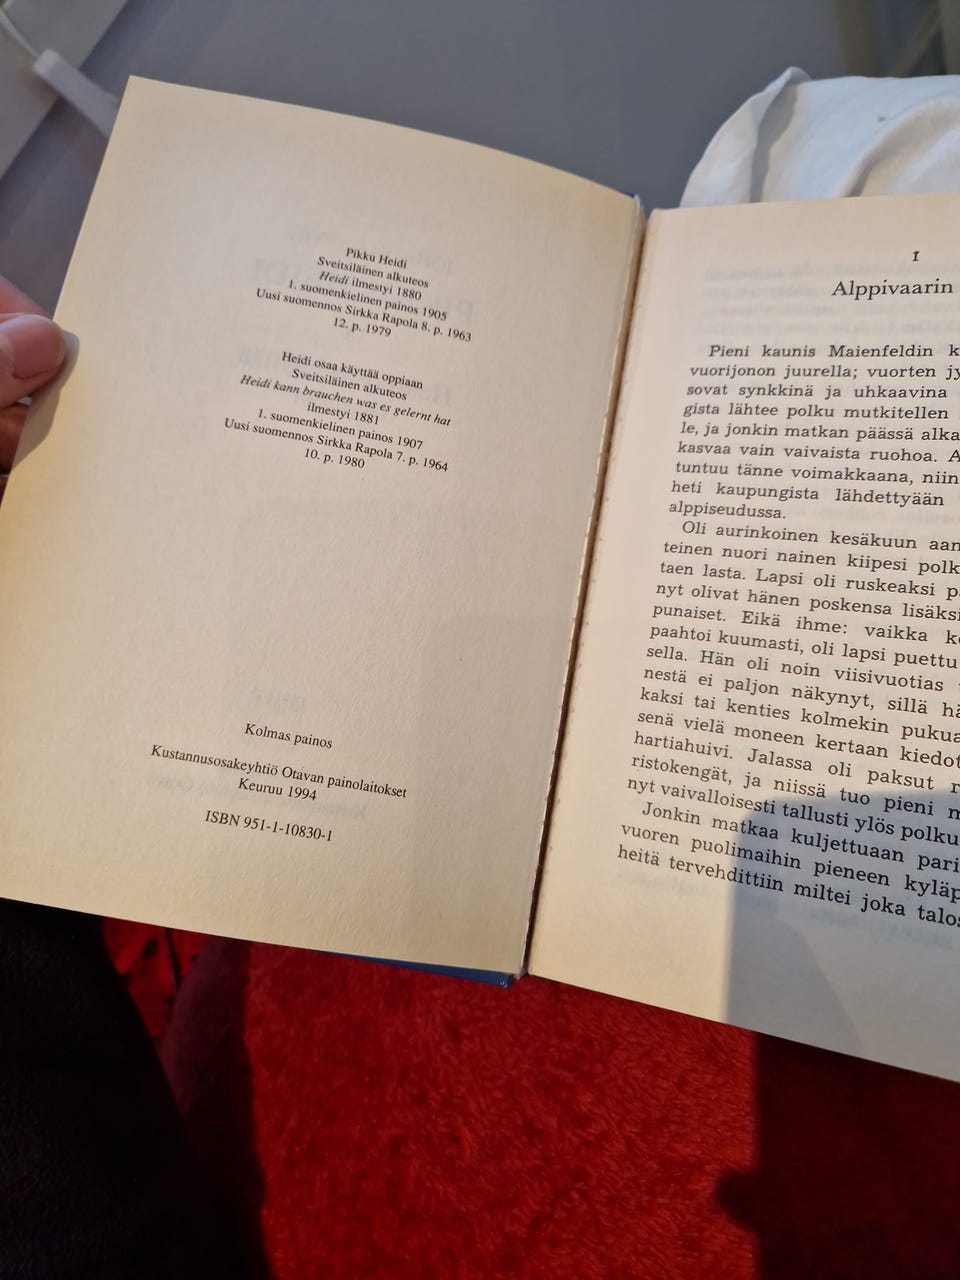 Pikku Heidi
Sveitsiläinen alkuteos
Heidi ilmestyi 1880
1. suomenkielinen painos 1905
Uusi suomennos Sirkka Rapola 8. p. 1963
12. p. 1979
Heidi osaa käyttää oppiaan
Sveitsiläinen alkuteos
Heidi kann brauchen was es gelernt hat
ilmestyi 1881
1. suomenkielinen painos 1907
Uusi suomennos Sirkka Rapola 7. p. 1964
10. p. 1980
Kolmas painos
Kustannusosakeyhtiö Otavan painolaitokset
Keuruu 1994
ISBN 951-1-10830-1
1
Alppivaarin
Pieni kaunis Maienfeldin k
vuorijonon juurella; vuorten jy
sovat synkkinä ja uhkaavina
gista lähtee polku mutkitellen
le, ja jonkin matkan päässä alka
kasvaa vain vaivaista ruohoa. A
tuntuu tänne voimakkaana, niin
heti kaupungista lähdettyään
alppiseudussa.
Oli aurinkoinen kesäkuun aam
teinen nuori nainen kiipesi polk
taen lasta. Lapsi oli ruskeaksi p
nyt olivat hänen poskensa lisäksi
punaiset. Eikä ihme: vaikka k
paahtoi kuumasti, oli lapsi puettu
sella. Hän oli noin viisivuotias
nestä ei paljon näkynyt, sillä hä
kaksi tai kenties kolmekin pukua
senä vielä moneen kertaan kiedot
hartiahuivi. Jalassa oli paksut r
ristokengät, ja niissä tuo pieni m
nyt vaivalloisesti tallusti ylös polku
Jonkin matkaa kuljettuaan pari
vuoren puolimaihin pieneen kyläp
heitä tervehdittiin miltei joka talos